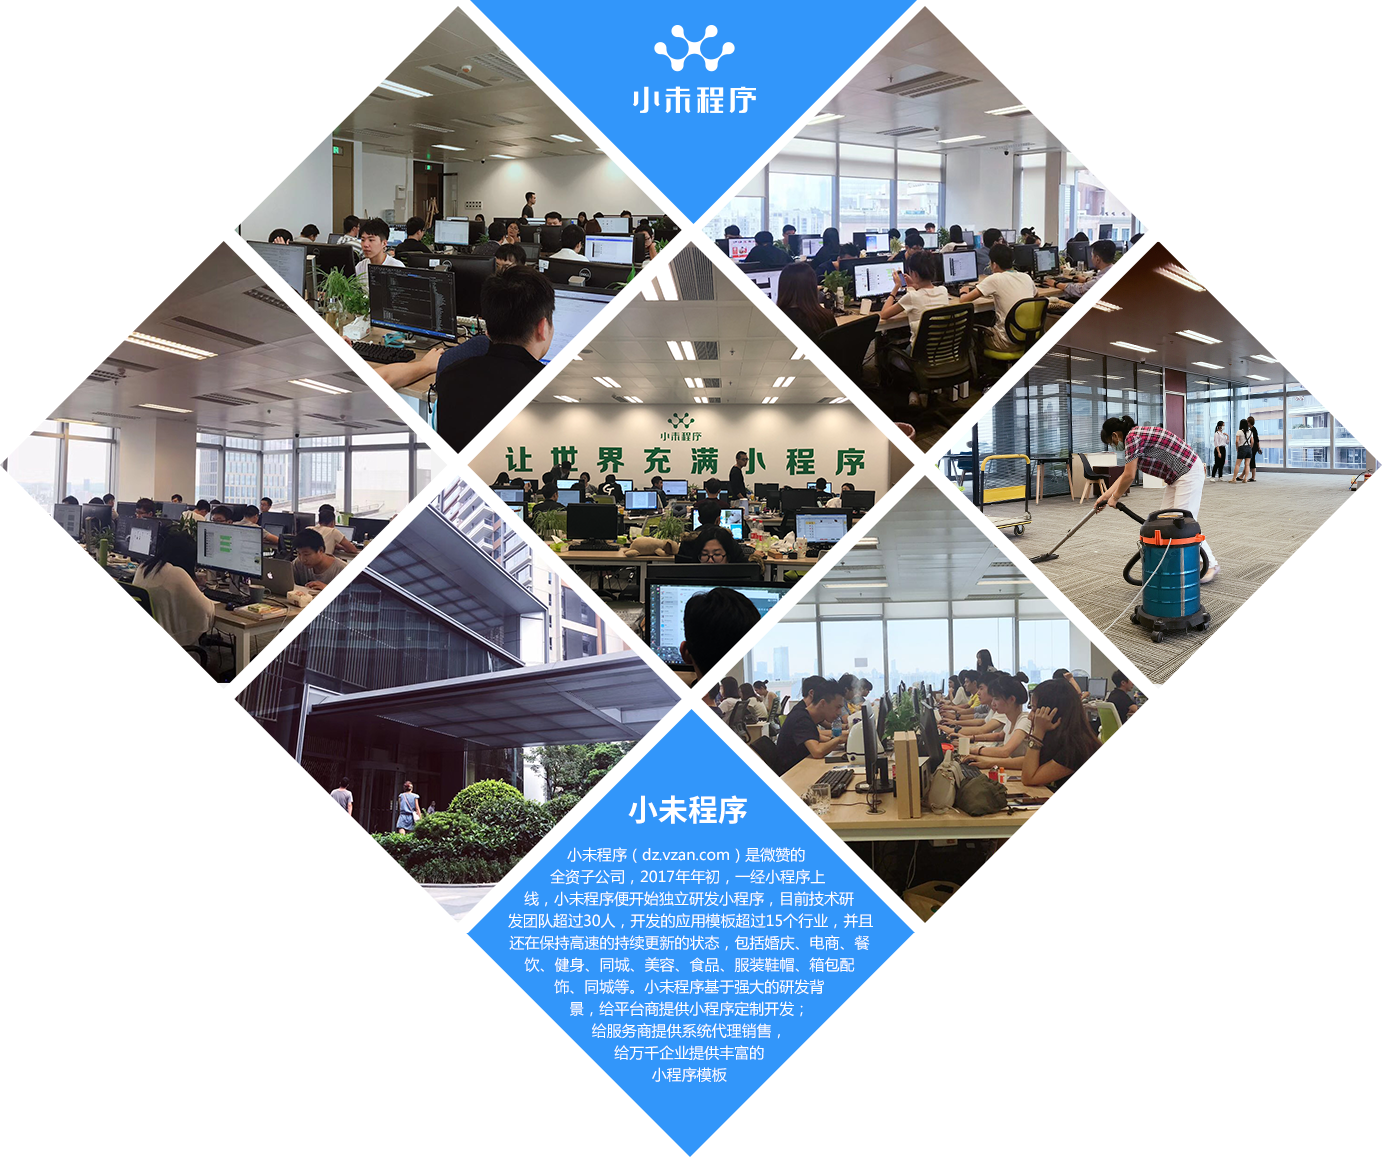 小未程序
小未程序
让世界充满小程序
小未程序
小未程序（dz.vzan.com）是微赞的
全资子公司，2017年年初，一经小程序上
线，小未程序便开始独立研发小程序，目前技术研
发团队超过30人，开发的应用模板超过15个行业，并且
还在保持高速的持续更新的状态，包括婚庆、电商、餐
饮、健身、同城、美容、食品、服装鞋帽、箱包配
饰、同城等。小未程序基于强大的研发背
景，给平台商提供小程序定制开发；
给服务商提供系统代理销售，
给万千企业提供丰富的
小程序模板